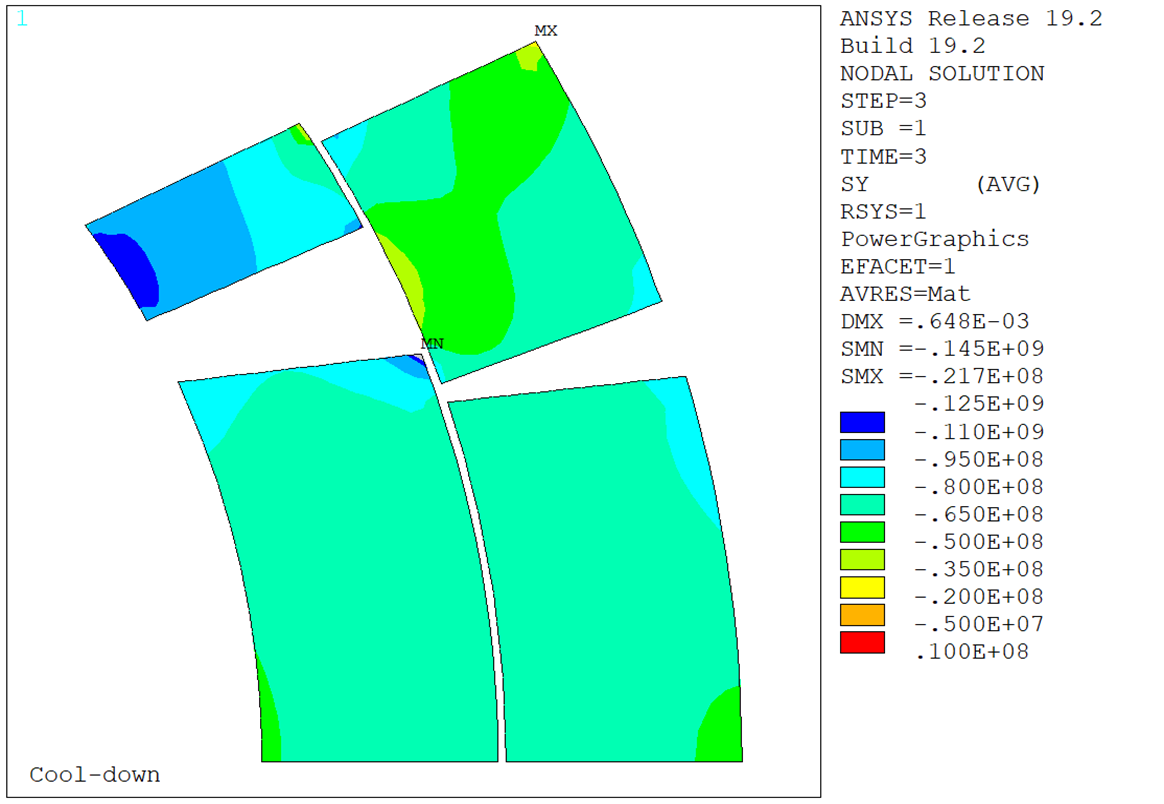 1
MX
MN
Cool-down
ANSYS Release 19.2
Build 19.2
NODAL SOLUTION
STEP=3
SUB =1
TIME=3
SY (AVG)
RSYS=1
PowerGraphics
EFACET=1
AVRES=Mat
DMX =.648E-03
SMN =-.145E+09
SMX =-.217E+08
-.125E+09
-.110E+09
-.950E+08
-.800E+08
-.650E+08
-.500E+08
-.350E+08
-.200E+08
-.500E+07
.100E+08